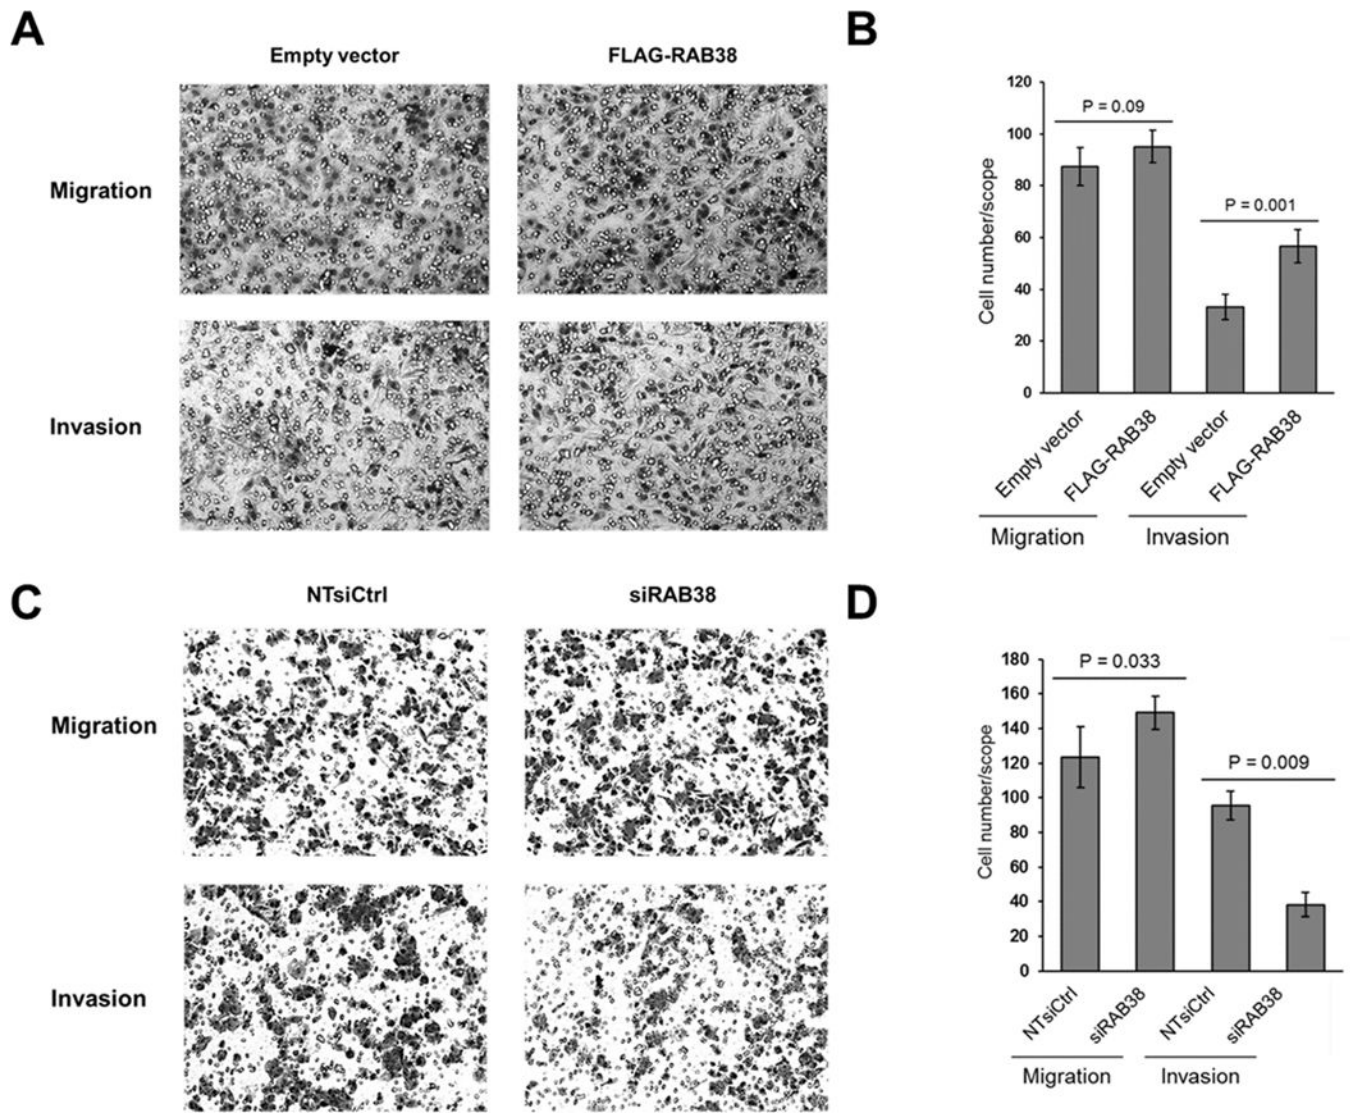 A
Empty vector
FLAG-RAB38
Migration
Invasion
B
120
100
80
60
40
20
0
Cell number/scope
P = 0.09
P = 0.001
Empty vector
FLAG-RAB38
Empty vector
FLAG-RAB38
Migration
Invasion
C
NTsiCtrl
siRAB38
Migration
Invasion
D
180
160
140
120
100
80
60
40
20
0
Cell number/scope
P = 0.033
P = 0.009
NTsiCtrl
siRAB38
NTsiCtrl
siRAB38
Migration
Invasion